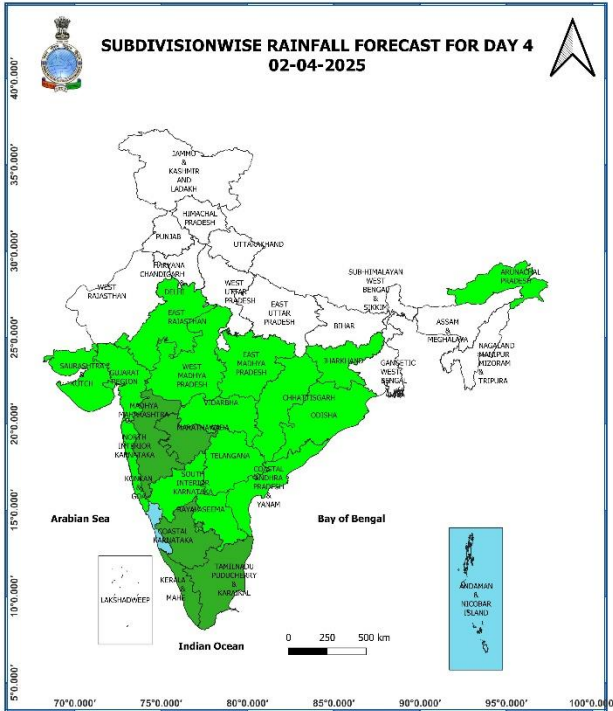 SUBDIVISIONWISE RAINFALL FORECAST FOR DAY 4
02-04-2025
40°0.000'
35°0.000'
30°0.000'
25°0.000'
20°0.000'
15°0.000'
10°0.000'
5°0.000'
JAMMU
&
KASHMIR
AND
LADAKH
HIMACHAL
PRADESH
PUNJAB
UTTARAKHAND
HARYANA
CHANDIGARH
DELHI
WEST
RAJASTHAN
WEST
UTTAR
PRADESH
EAST
UTTAR
PRADESH
SUB-HIMALAYAN
WEST
BENGAL
&
SIKKIM
ARUNACHAL
PRADESH
EAST
RAJASTHAN
BIHAR
ASSAM
&
MEGHALAYA
NAGALAND
MANIPUR
MIZORAM
&
TRIPURA
SAURASHTRA
&
KUTCH
GUJARAT
REGION
WEST
MADHYA
PRADESH
EAST
MADHYA
PRADESH
JHARKHAND
GANGETIC
WEST
BENGAL
MADHYA
MAHARASHTRA
VIDARBHA
CHHATTISGARH
ODISHA
MARATHAWADA
NORTH
INTERIOR
KARNATAKA
TELANGANA
KONKAN
&
GOA
SOUTH
INTERIOR
KARNATAKA
COASTAL
ANDHRA
PRADESH
&
YANAM
RAYALASEEMA
COASTAL
KARNATAKA
Arabian Sea
Bay of Bengal
KERALA
&
MAHE
TAMILNADU
PUDUCHERRY
&
KARAIKAL
LAKSHADWEEP
ANDAMAN
&
NICOBAR
ISLAND
Indian Ocean
0 250 500 km
70°0.000' 75°0.000' 80°0.000' 85°0.000' 90°0.000' 95°0.000' 100°0.000'